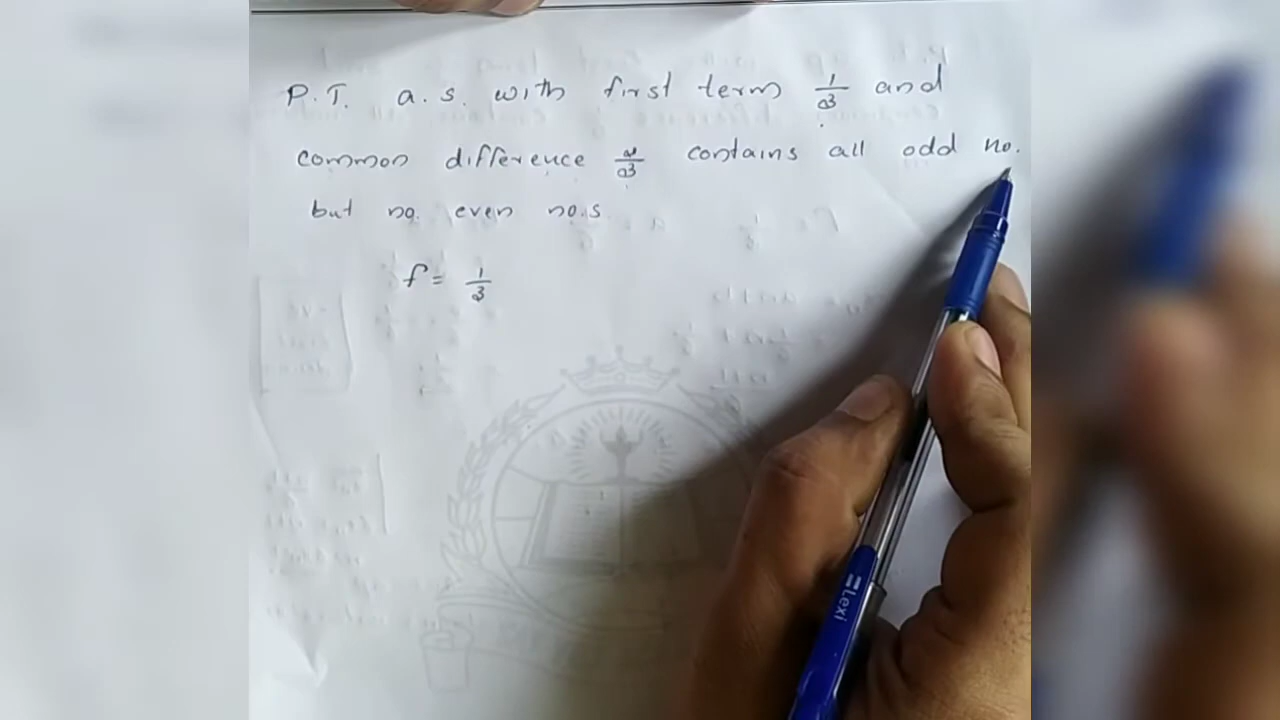 P.T. a.s. with first term 1/3 and
common difference 2/3 contains all odd no.
but no even no.s
f = 1/3
Lexi